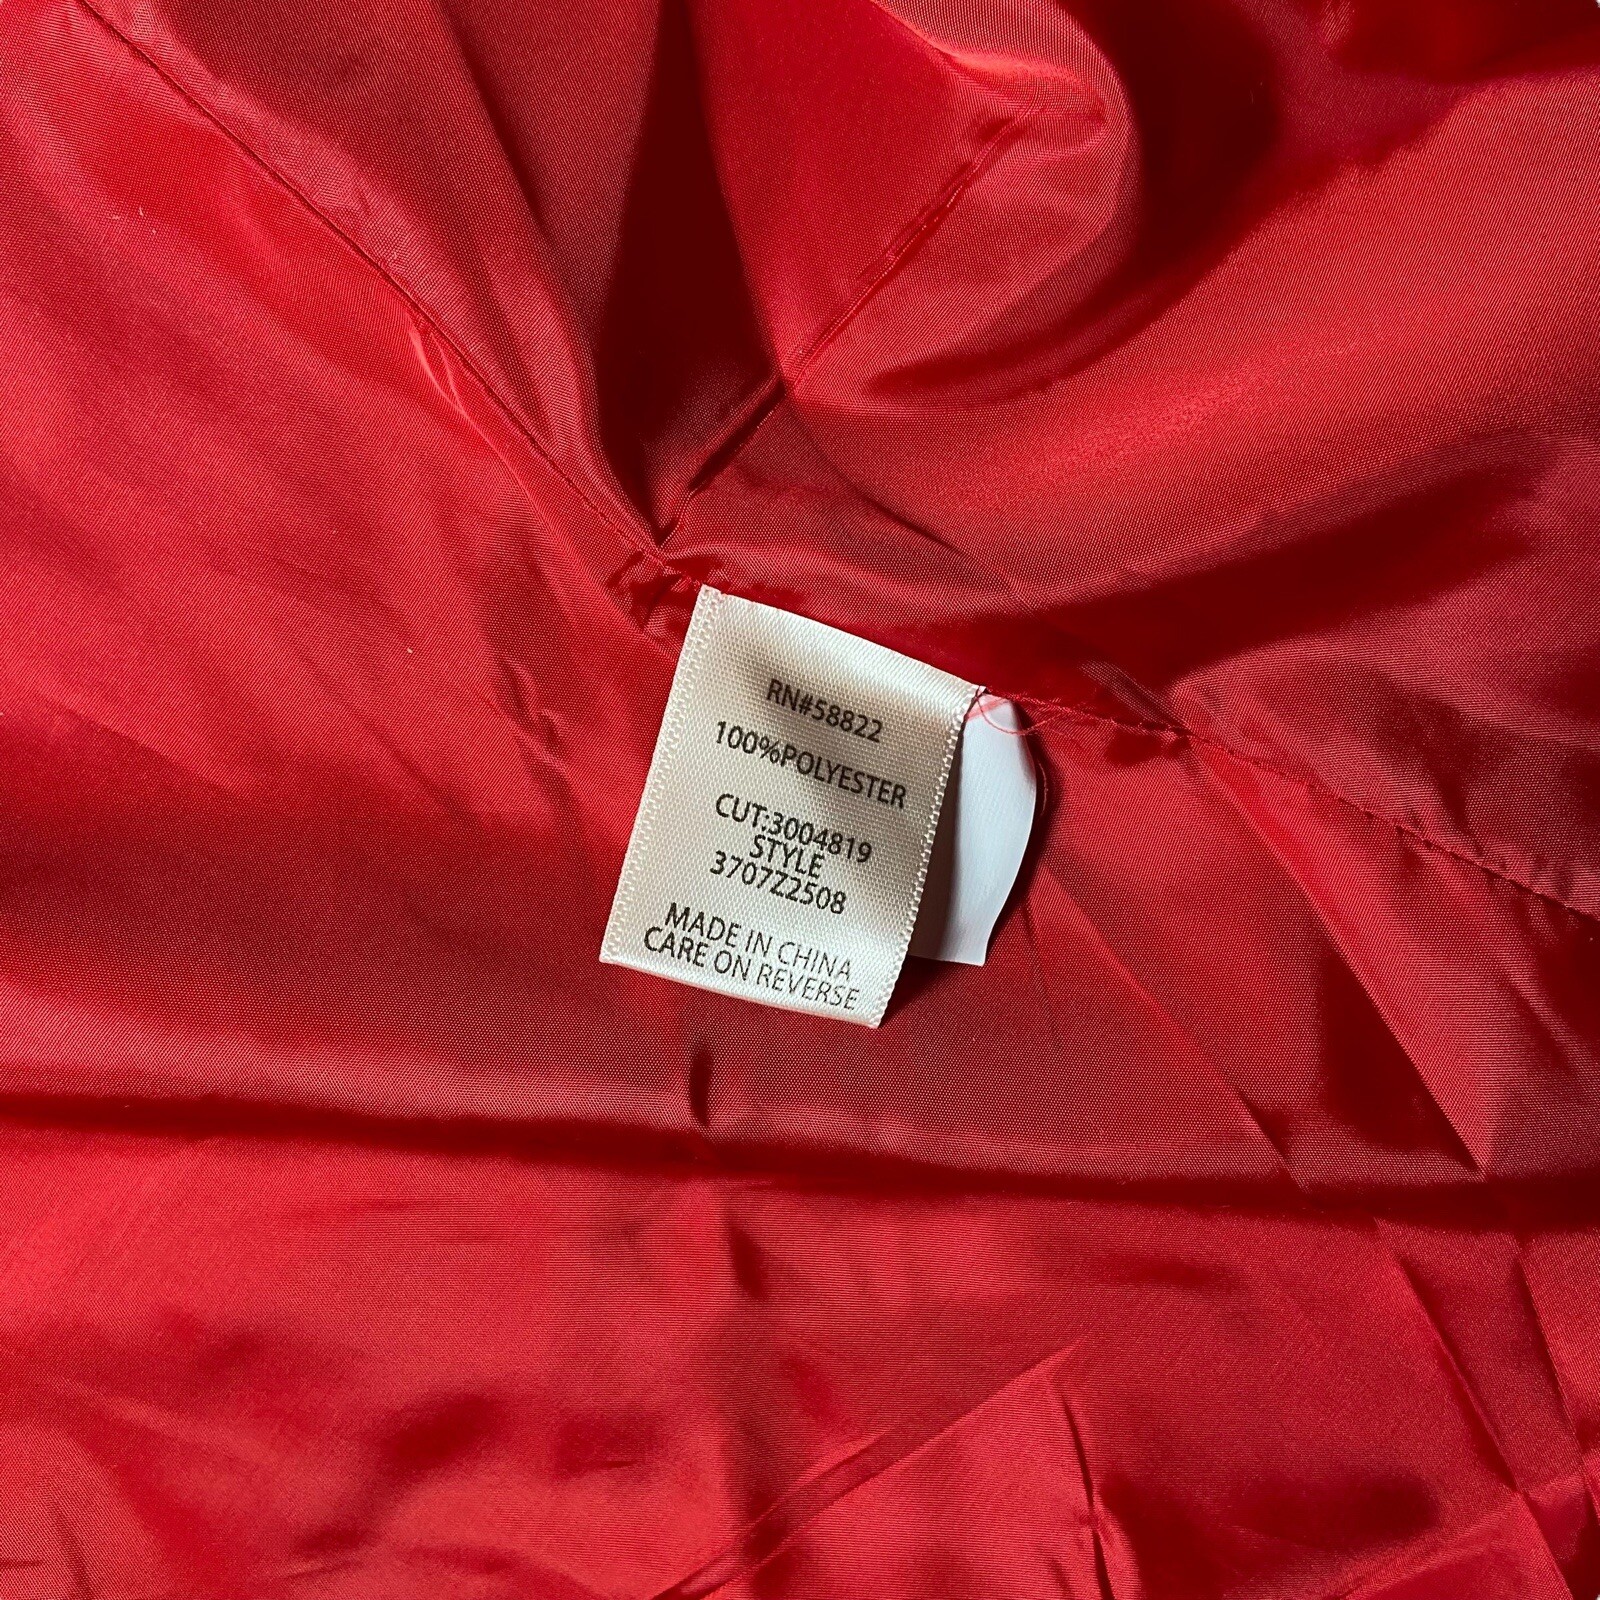 RN#58822
100%POLYESTER
CUT:3004819
STYLE
3707Z2508
MADE IN CHINA
CARE ON REVERSE